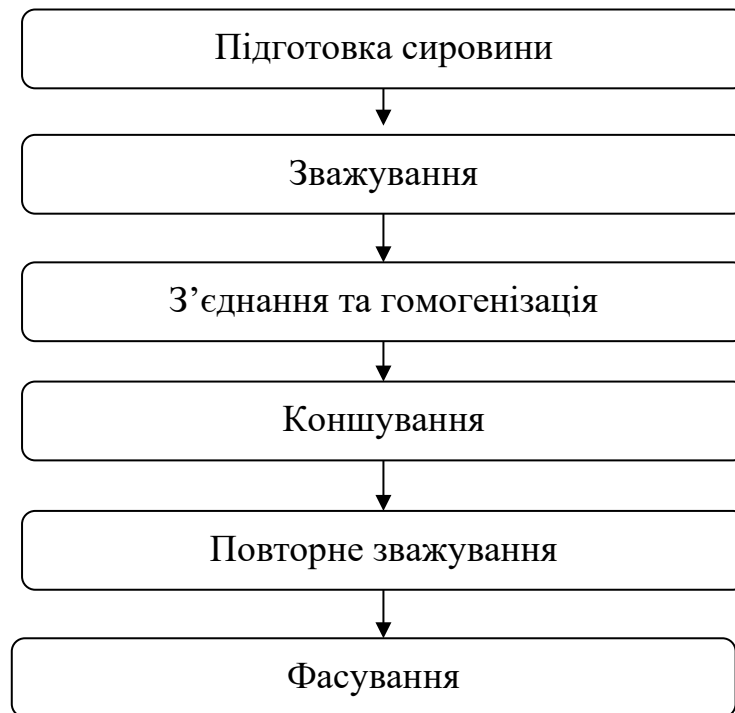 Підготовка сировини
Зважування
З’єднання та гомогенізація
Коншування
Повторне зважування
Фасування